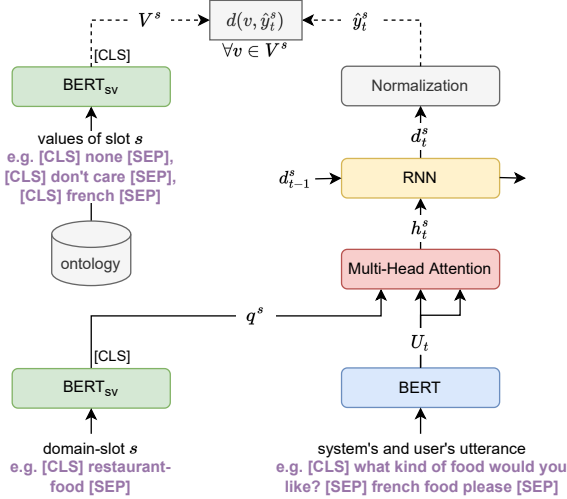 V^s
d(v, ŷ_t^s)
ŷ_t^s
∀v ∈ V^s
[CLS]
BERT_sv
Normalization
values of slot s
e.g. [CLS] none [SEP],
[CLS] don't care [SEP],
[CLS] french [SEP]
d_t^s
d_{t-1}^s
RNN
h_t^s
ontology
Multi-Head Attention
q^s
[CLS]
U_t
BERT_sv
BERT
domain-slot s
e.g. [CLS] restaurant-
food [SEP]
system's and user's utterance
e.g. [CLS] what kind of food would you
like? [SEP] french food please [SEP]